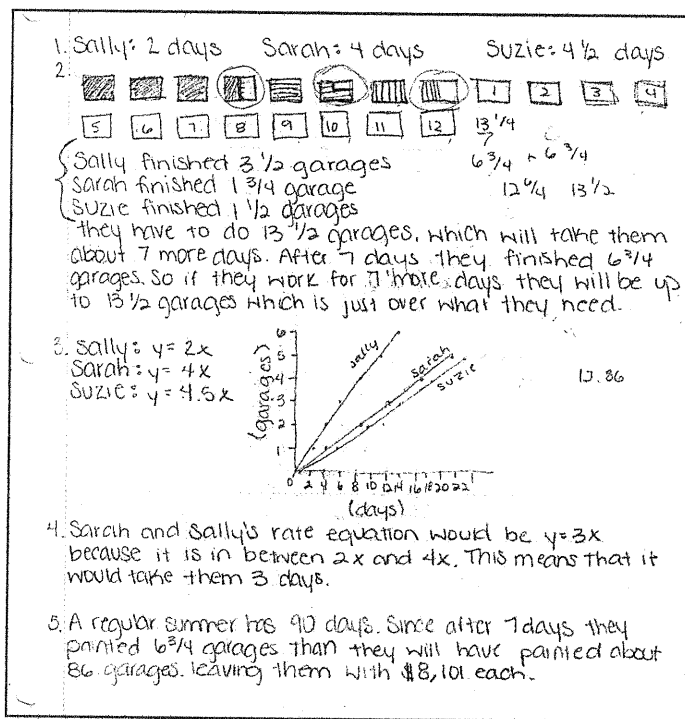 1. Sally: 2 days Sarah: 4 days Suzie: 4 1/2 days
2.
1 2 3 4
5 6 7 8 9 10 11 12 13 1/4
7
6 3/4 + 6 3/4
12 6/4 13 1/2
Sally finished 3 1/2 garages
Sarah finished 1 3/4 garage
Suzie finished 1 1/2 garages
they have to do 13 1/2 garages, which will take them
about 7 more days. After 7 days they finished 6 3/4
garages. So if they work for 7 more days they will be up
to 13 1/2 garages which is just over what they need.
3. Sally: y=2x
Sarah: y=4x
Suzie: y=4.5x
(garages)
6
5
4
3
2
1
0 2 4 6 8 10 12 14 16 18 20 22
(days)
Sally
Sarah
Suzie
4. Sarah and Sally's rate equation would be y=3x
because it is in between 2x and 4x. This means that it
would take them 3 days.
5. A regular summer has 90 days. Since after 7 days they
painted 6 3/4 garages than they will have painted about
86 garages. leaving them with $8,101 each.